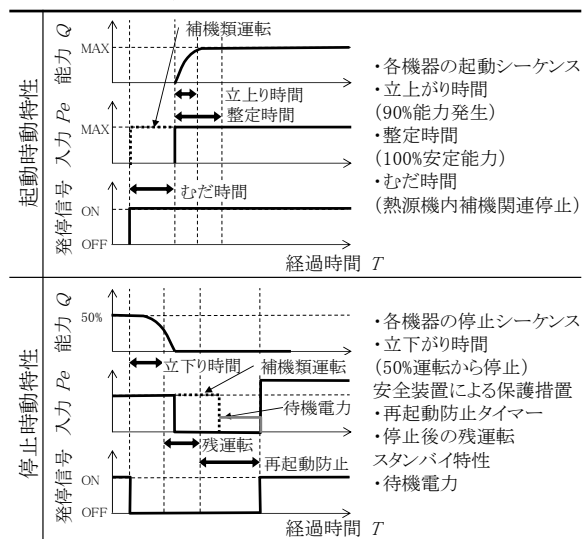 起動時動特性
能力 Q
MAX
補機類運転
立上り時間
整定時間
入力 Pe
MAX
むだ時間
発停信号
ON
OFF
経過時間 T
・各機器の起動シーケンス
・立上がり時間
(90%能力発生)
・整定時間
(100%安定能力)
・むだ時間
(熱源機内補機関連停止)
停止時動特性
能力 Q
50%
立下り時間
補機類運転
入力 Pe
待機電力
残運転
再起動防止
発停信号
ON
OFF
経過時間 T
・各機器の停止シーケンス
・立下がり時間
(50%運転から停止)
安全装置による保護措置
・再起動防止タイマー
・停止後の残運転
スタンバイ特性
・待機電力